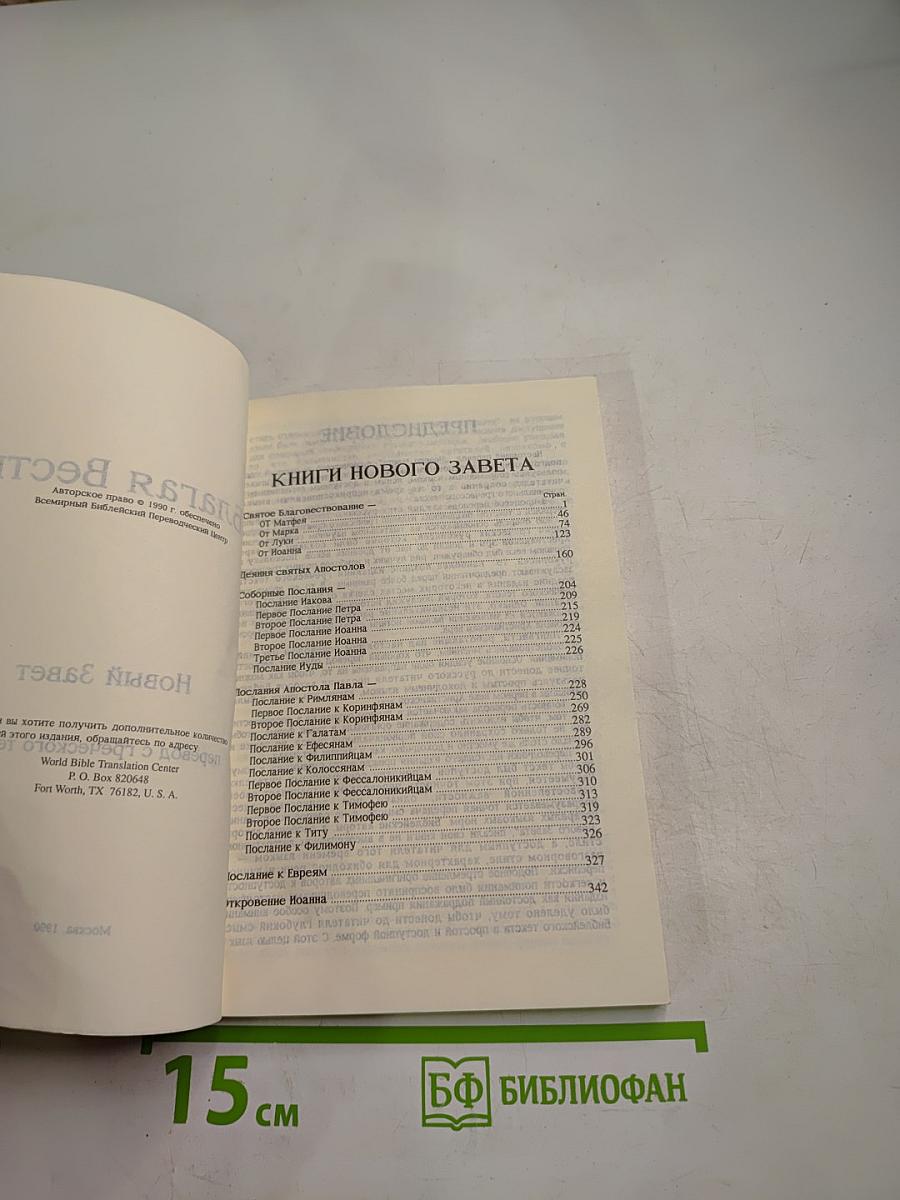 Авторское право © 1990 г. обеспечено
Всемирный Библейский Переводческий Центр
вы хотите получить дополнительное количество
этого издания, обращайтесь по адресу
World Bible Translation Center
P. O. Box 820648
Fort Worth, TX 76182, U. S. A.
КНИГИ НОВОГО ЗАВЕТА
Стран.
Святое Благовествование —
ОТ Матфея 1
От Марка 46
От Луки 74
От Иоанна 123
Деяния святых Апостолов 160
Соборные Послания —
Послание Иакова 204
Первое Послание Петра 209
Второе Послание Петра 215
Первое Послание Иоанна 219
Второе Послание Иоанна 224
Третье Послание Иоанна 225
Послание Иуды 226
Послания Апостола Павла —
Послание к Римлянам 228
Первое Послание к Коринфянам 250
Второе Послание к Коринфянам 269
Послание к Галатам 282
Послание к Ефесянам 289
Послание к Филиппийцам 296
Послание к Колоссянам 301
Первое Послание к Фессалоникийцам 306
Второе Послание к Фессалоникийцам 310
Первое Послание к Тимофею 313
Второе Послание к Тимофею 319
Послание к Титу 323
Послание к Филимону 326
Послание к Евреям 327
Откровение Иоанна 342
15 см
БФ БИБЛИОФАН